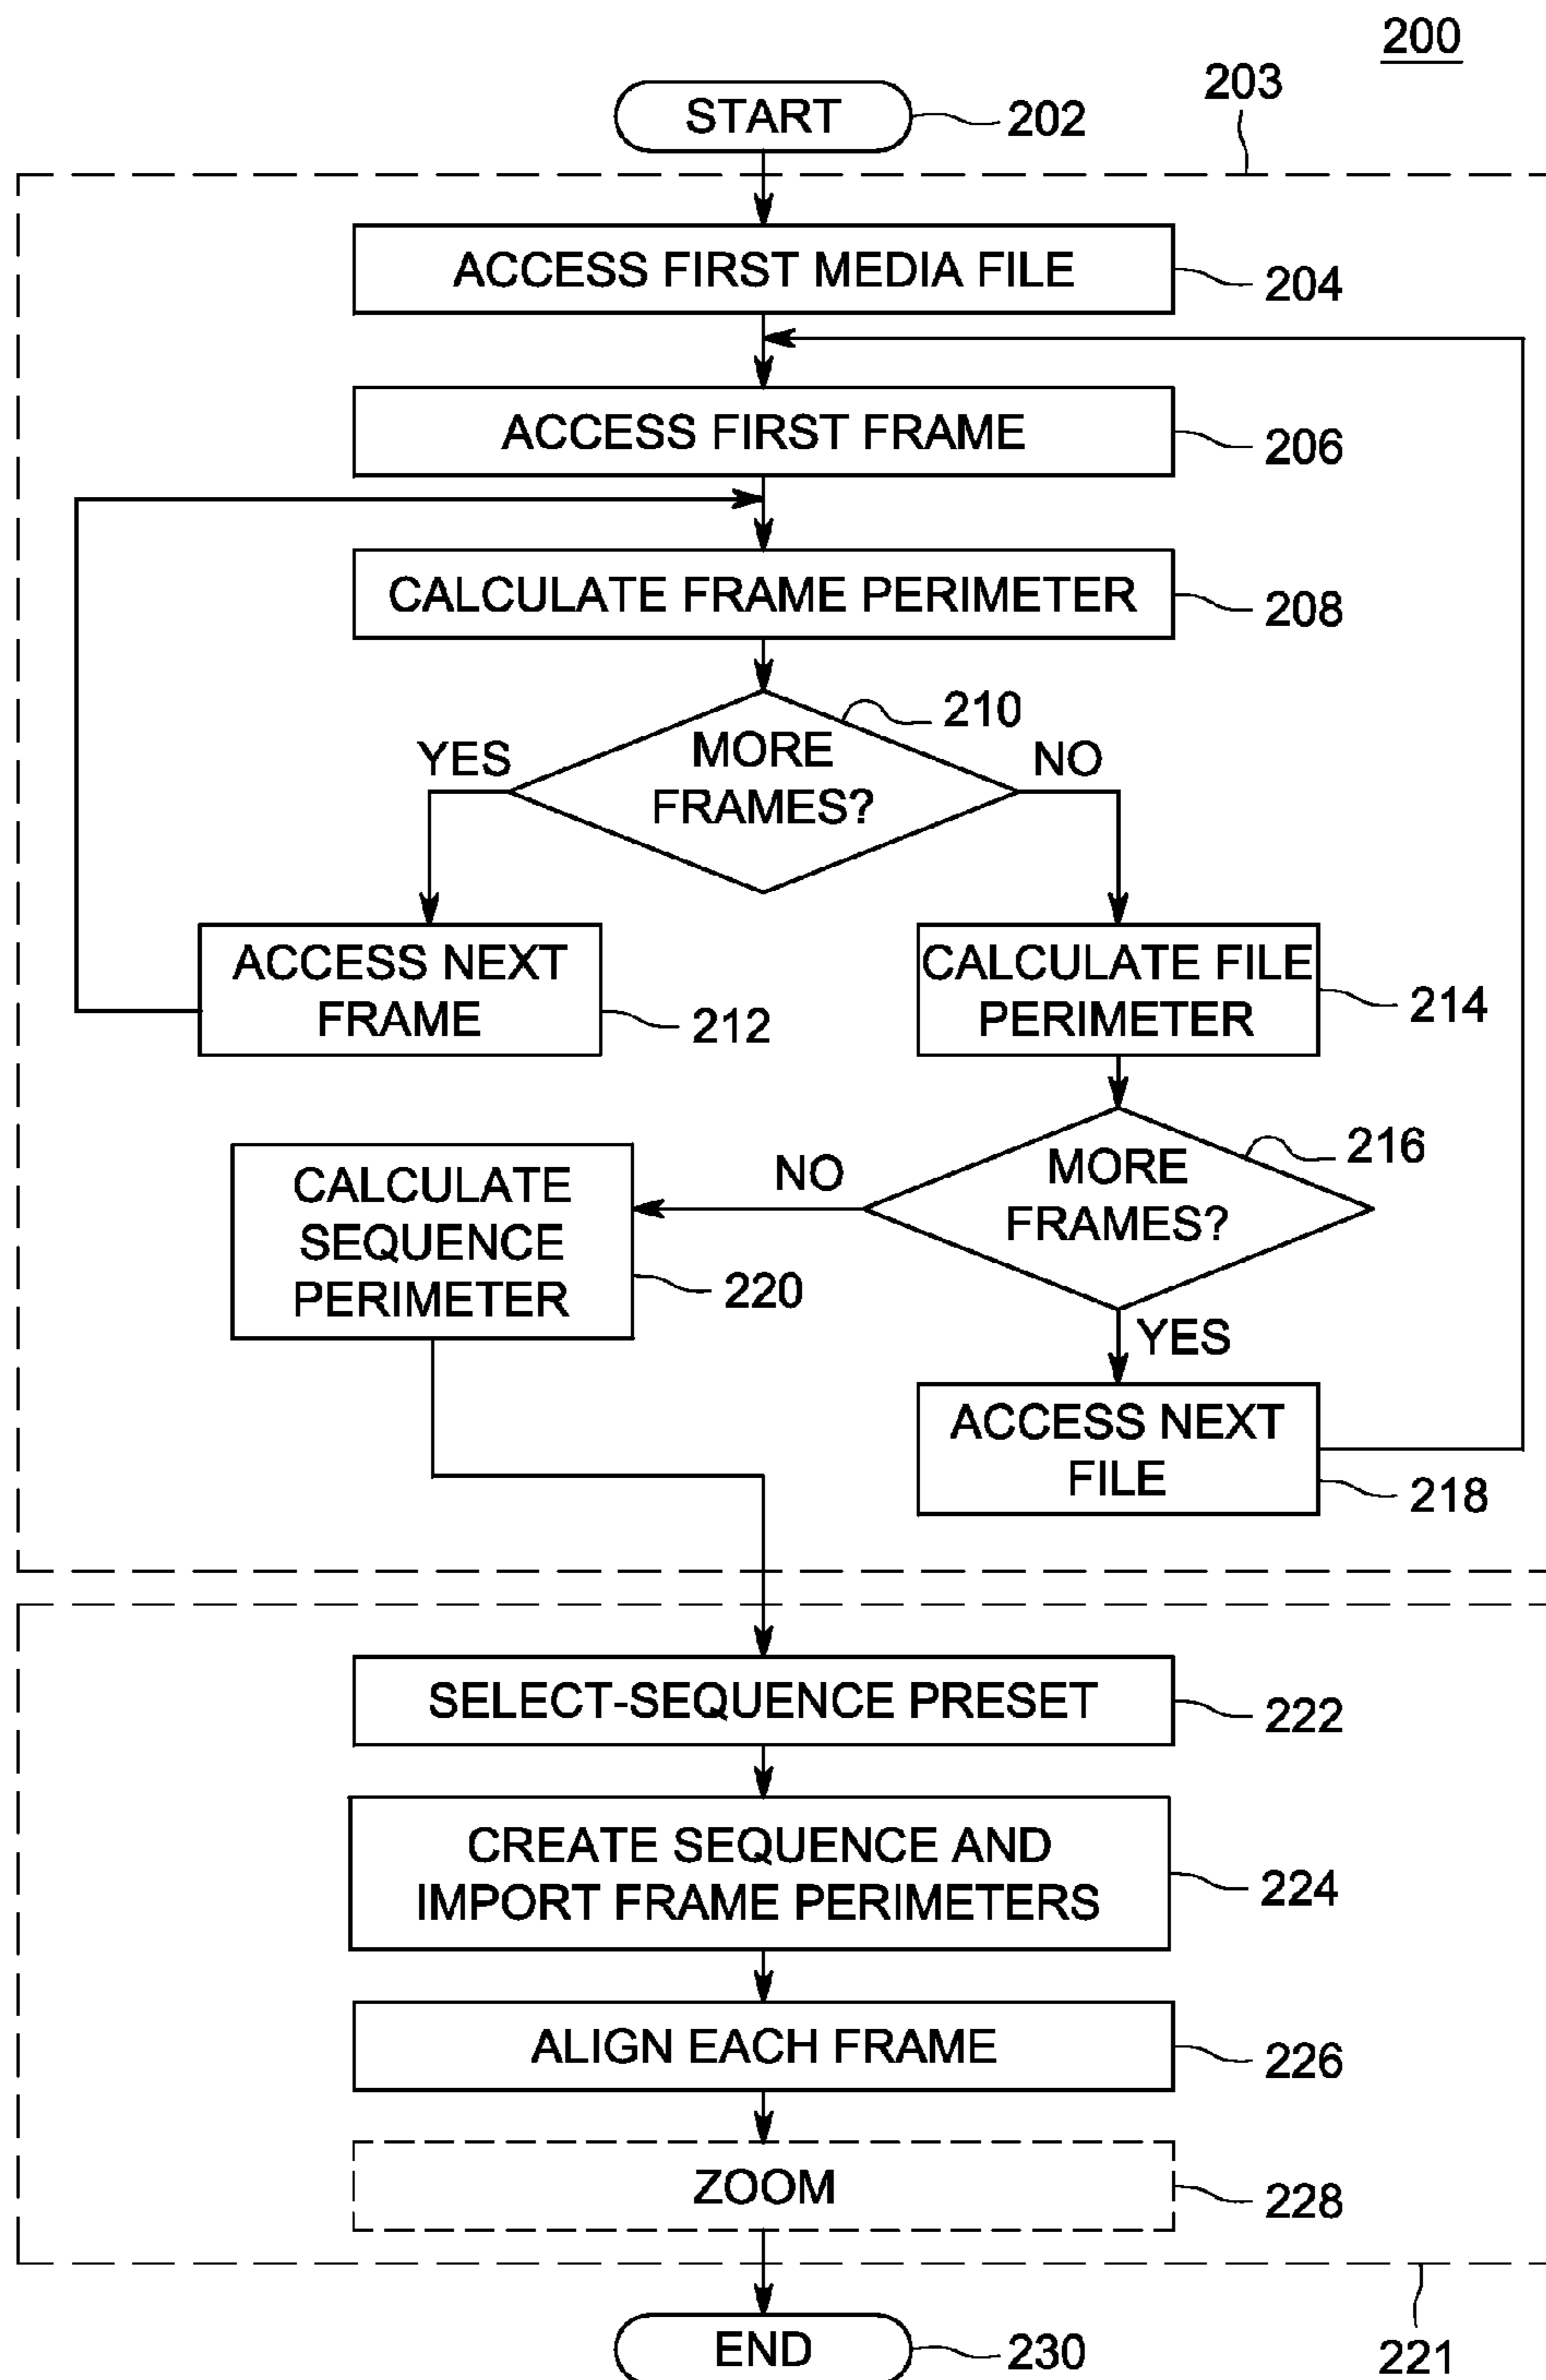 200
203
START
202
ACCESS FIRST MEDIA FILE
204
ACCESS FIRST FRAME
206
CALCULATE FRAME PERIMETER
208
210
MORE
FRAMES?
YES
NO
ACCESS NEXT
FRAME
212
CALCULATE FILE
PERIMETER
214
216
MORE
FRAMES?
NO
YES
CALCULATE
SEQUENCE
PERIMETER
220
ACCESS NEXT
FILE
218
SELECT-SEQUENCE PRESET
222
CREATE SEQUENCE AND
IMPORT FRAME PERIMETERS
224
ALIGN EACH FRAME
226
ZOOM
228
END
230
221